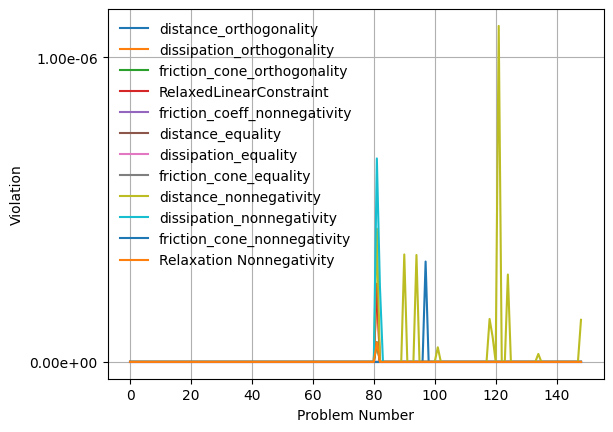 distance_orthogonality
dissipation_orthogonality
friction_cone_orthogonality
RelaxedLinearConstraint
friction_coeff_nonnegativity
distance_equality
dissipation_equality
friction_cone_equality
distance_nonnegativity
dissipation_nonnegativity
friction_cone_nonnegativity
Relaxation Nonnegativity
1.00e-06
0.00e+00
Violation
0 20 40 60 80 100 120 140
Problem Number